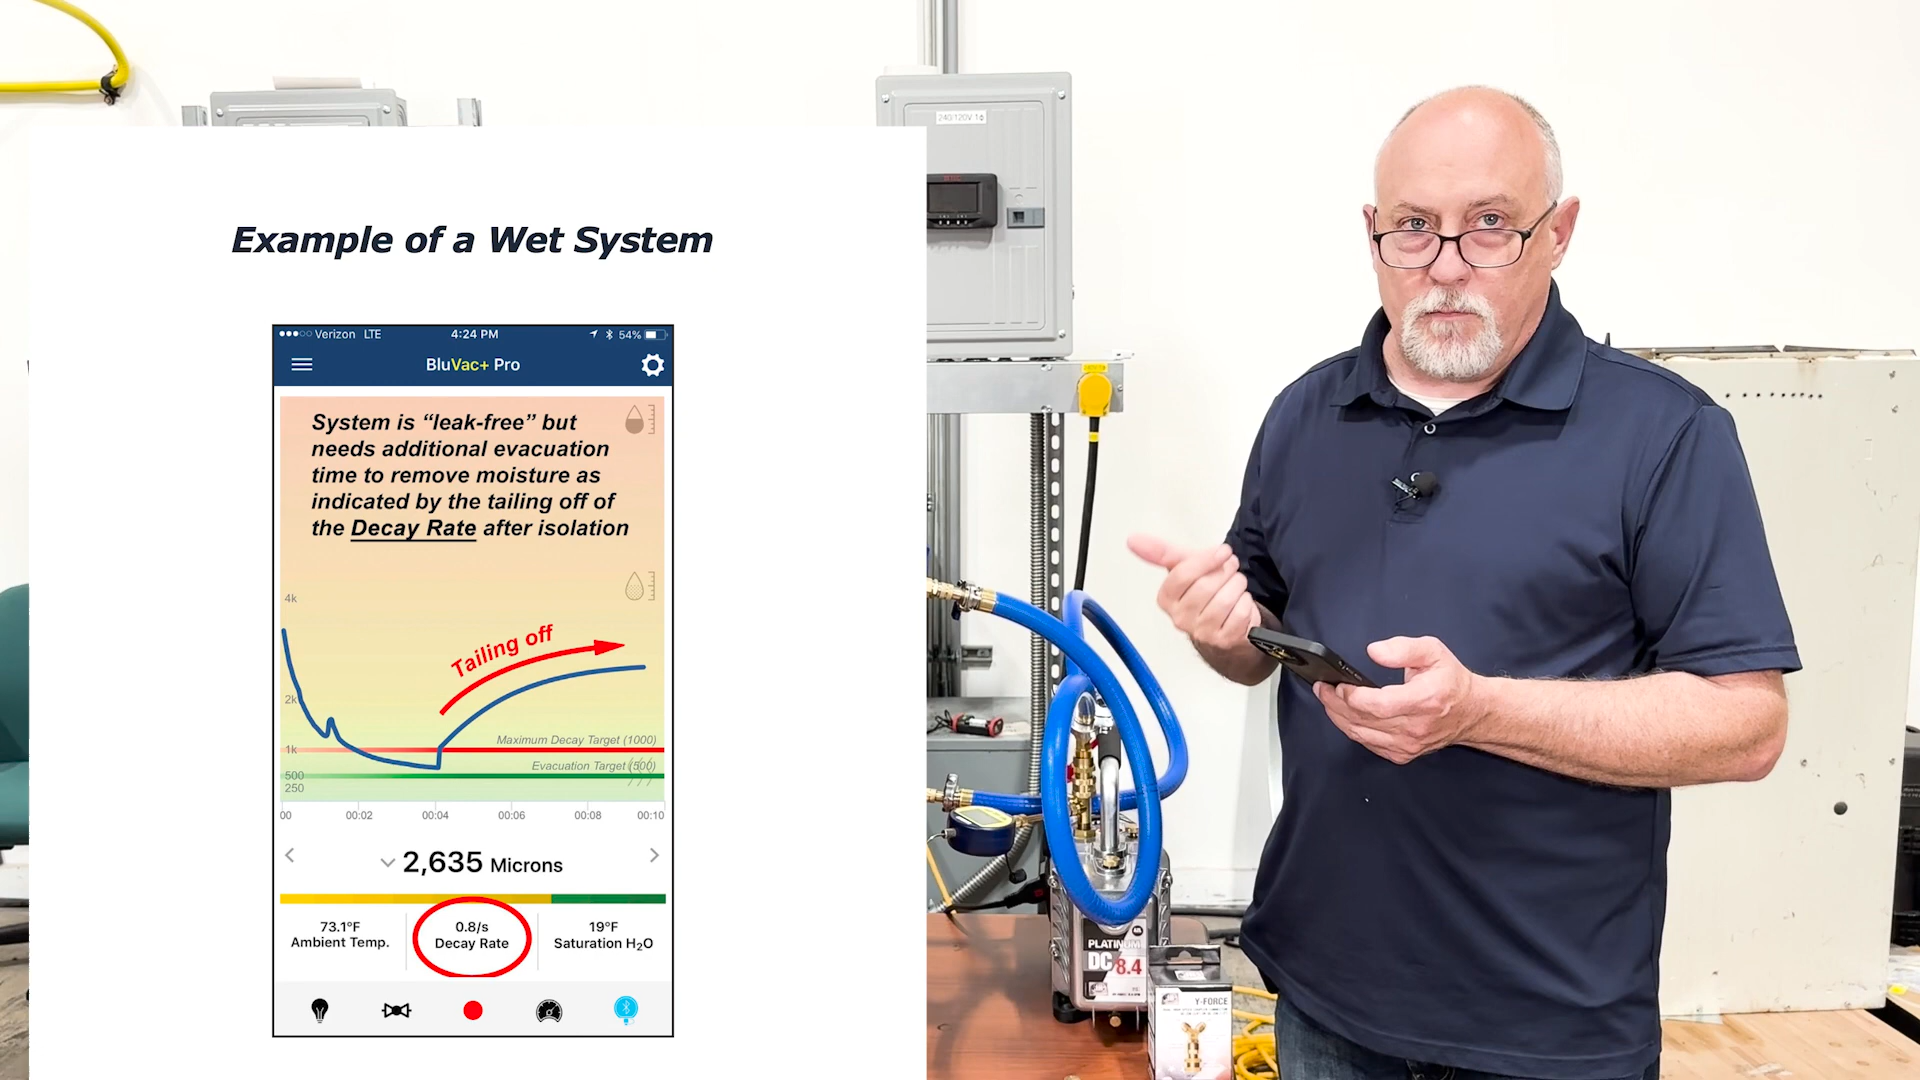 240/120V 1ϕ
Example of a Wet System
Verizon LTE
4:24 PM
54%
BluVac+ Pro
System is “leak-free” but
needs additional evacuation
time to remove moisture as
indicated by the tailing off of
the Decay Rate after isolation
4k
Tailing off
2k
Maximum Decay Target (1000)
1k
Evacuation Target (500)
500
250
00
00:02
00:04
00:06
00:08
00:10
2,635 Microns
73.1°F
Ambient Temp.
0.8/s
Decay Rate
19°F
Saturation H₂O
PLATINUM
DC 8.4
Y-FORCE